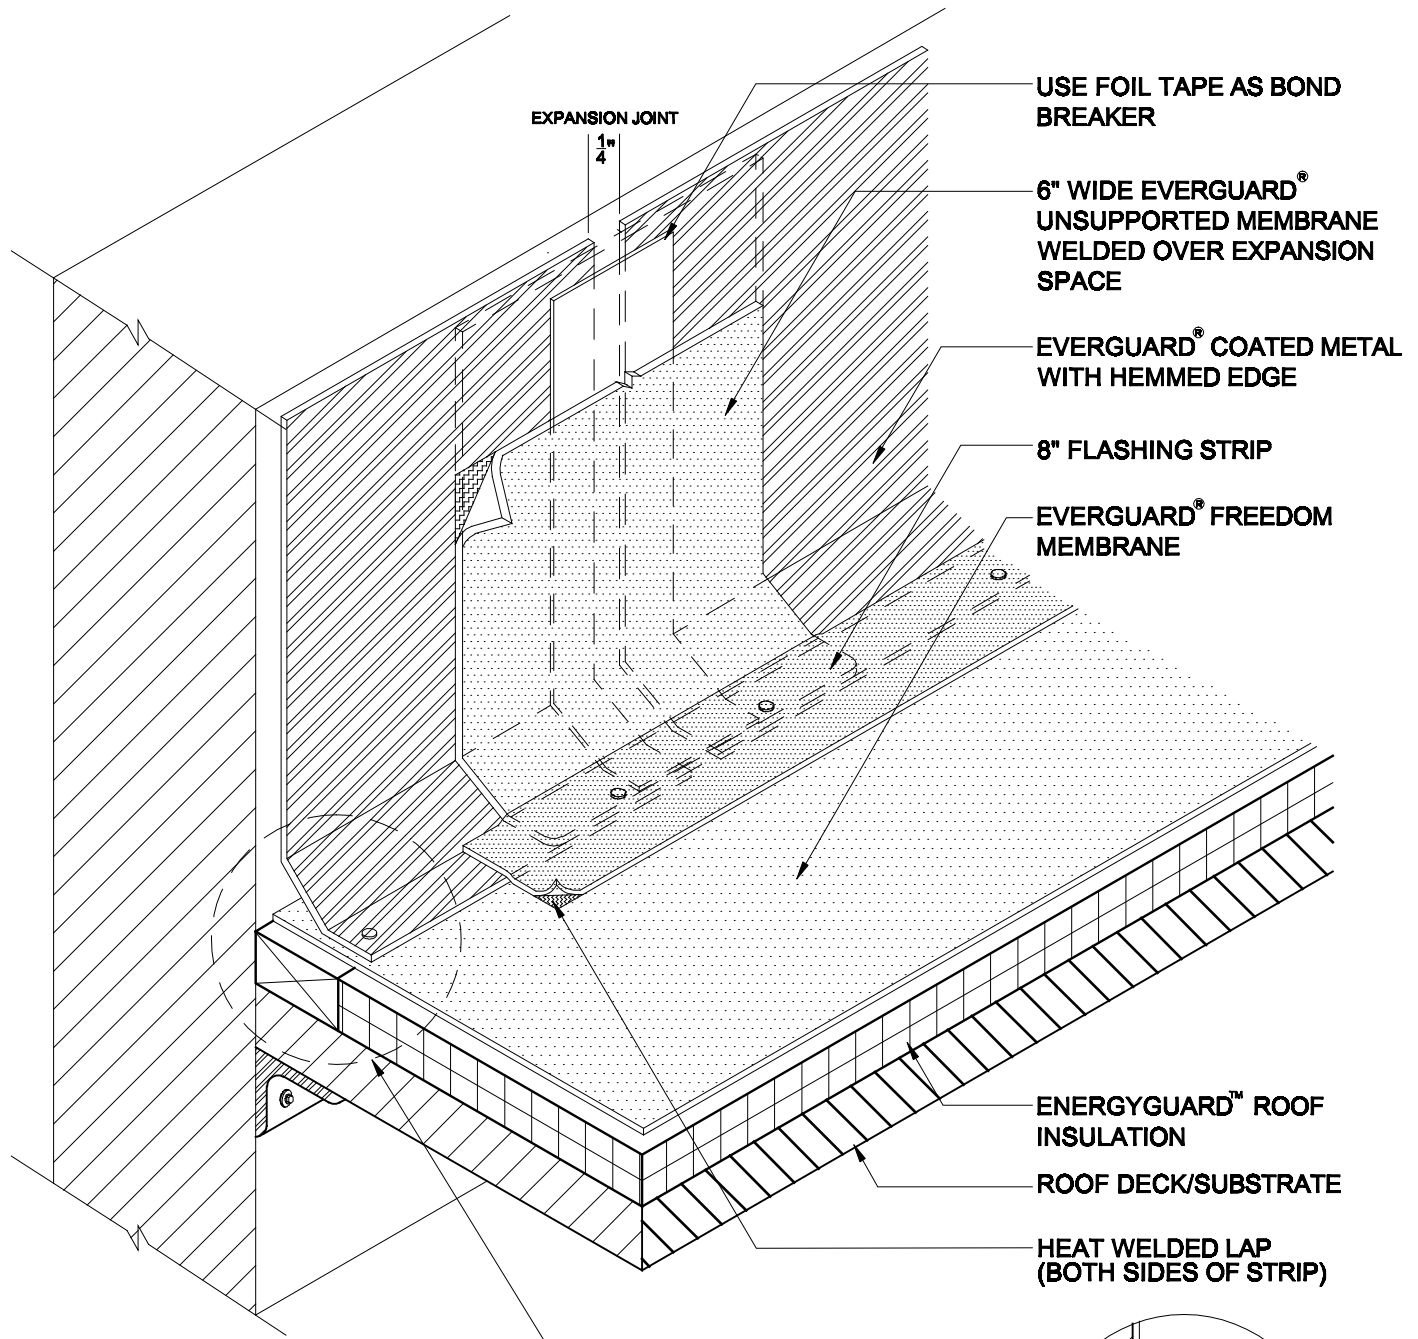 EXPANSION JOINT
1/4"
USE FOIL TAPE AS BOND
BREAKER
6" WIDE EVERGUARD®
UNSUPPORTED MEMBRANE
WELDED OVER EXPANSION
SPACE
EVERGUARD® COATED METAL
WITH HEMMED EDGE
8" FLASHING STRIP
EVERGUARD® FREEDOM
MEMBRANE
ENERGYGUARD™ ROOF
INSULATION
ROOF DECK/SUBSTRATE
HEAT WELDED LAP
(BOTH SIDES OF STRIP)